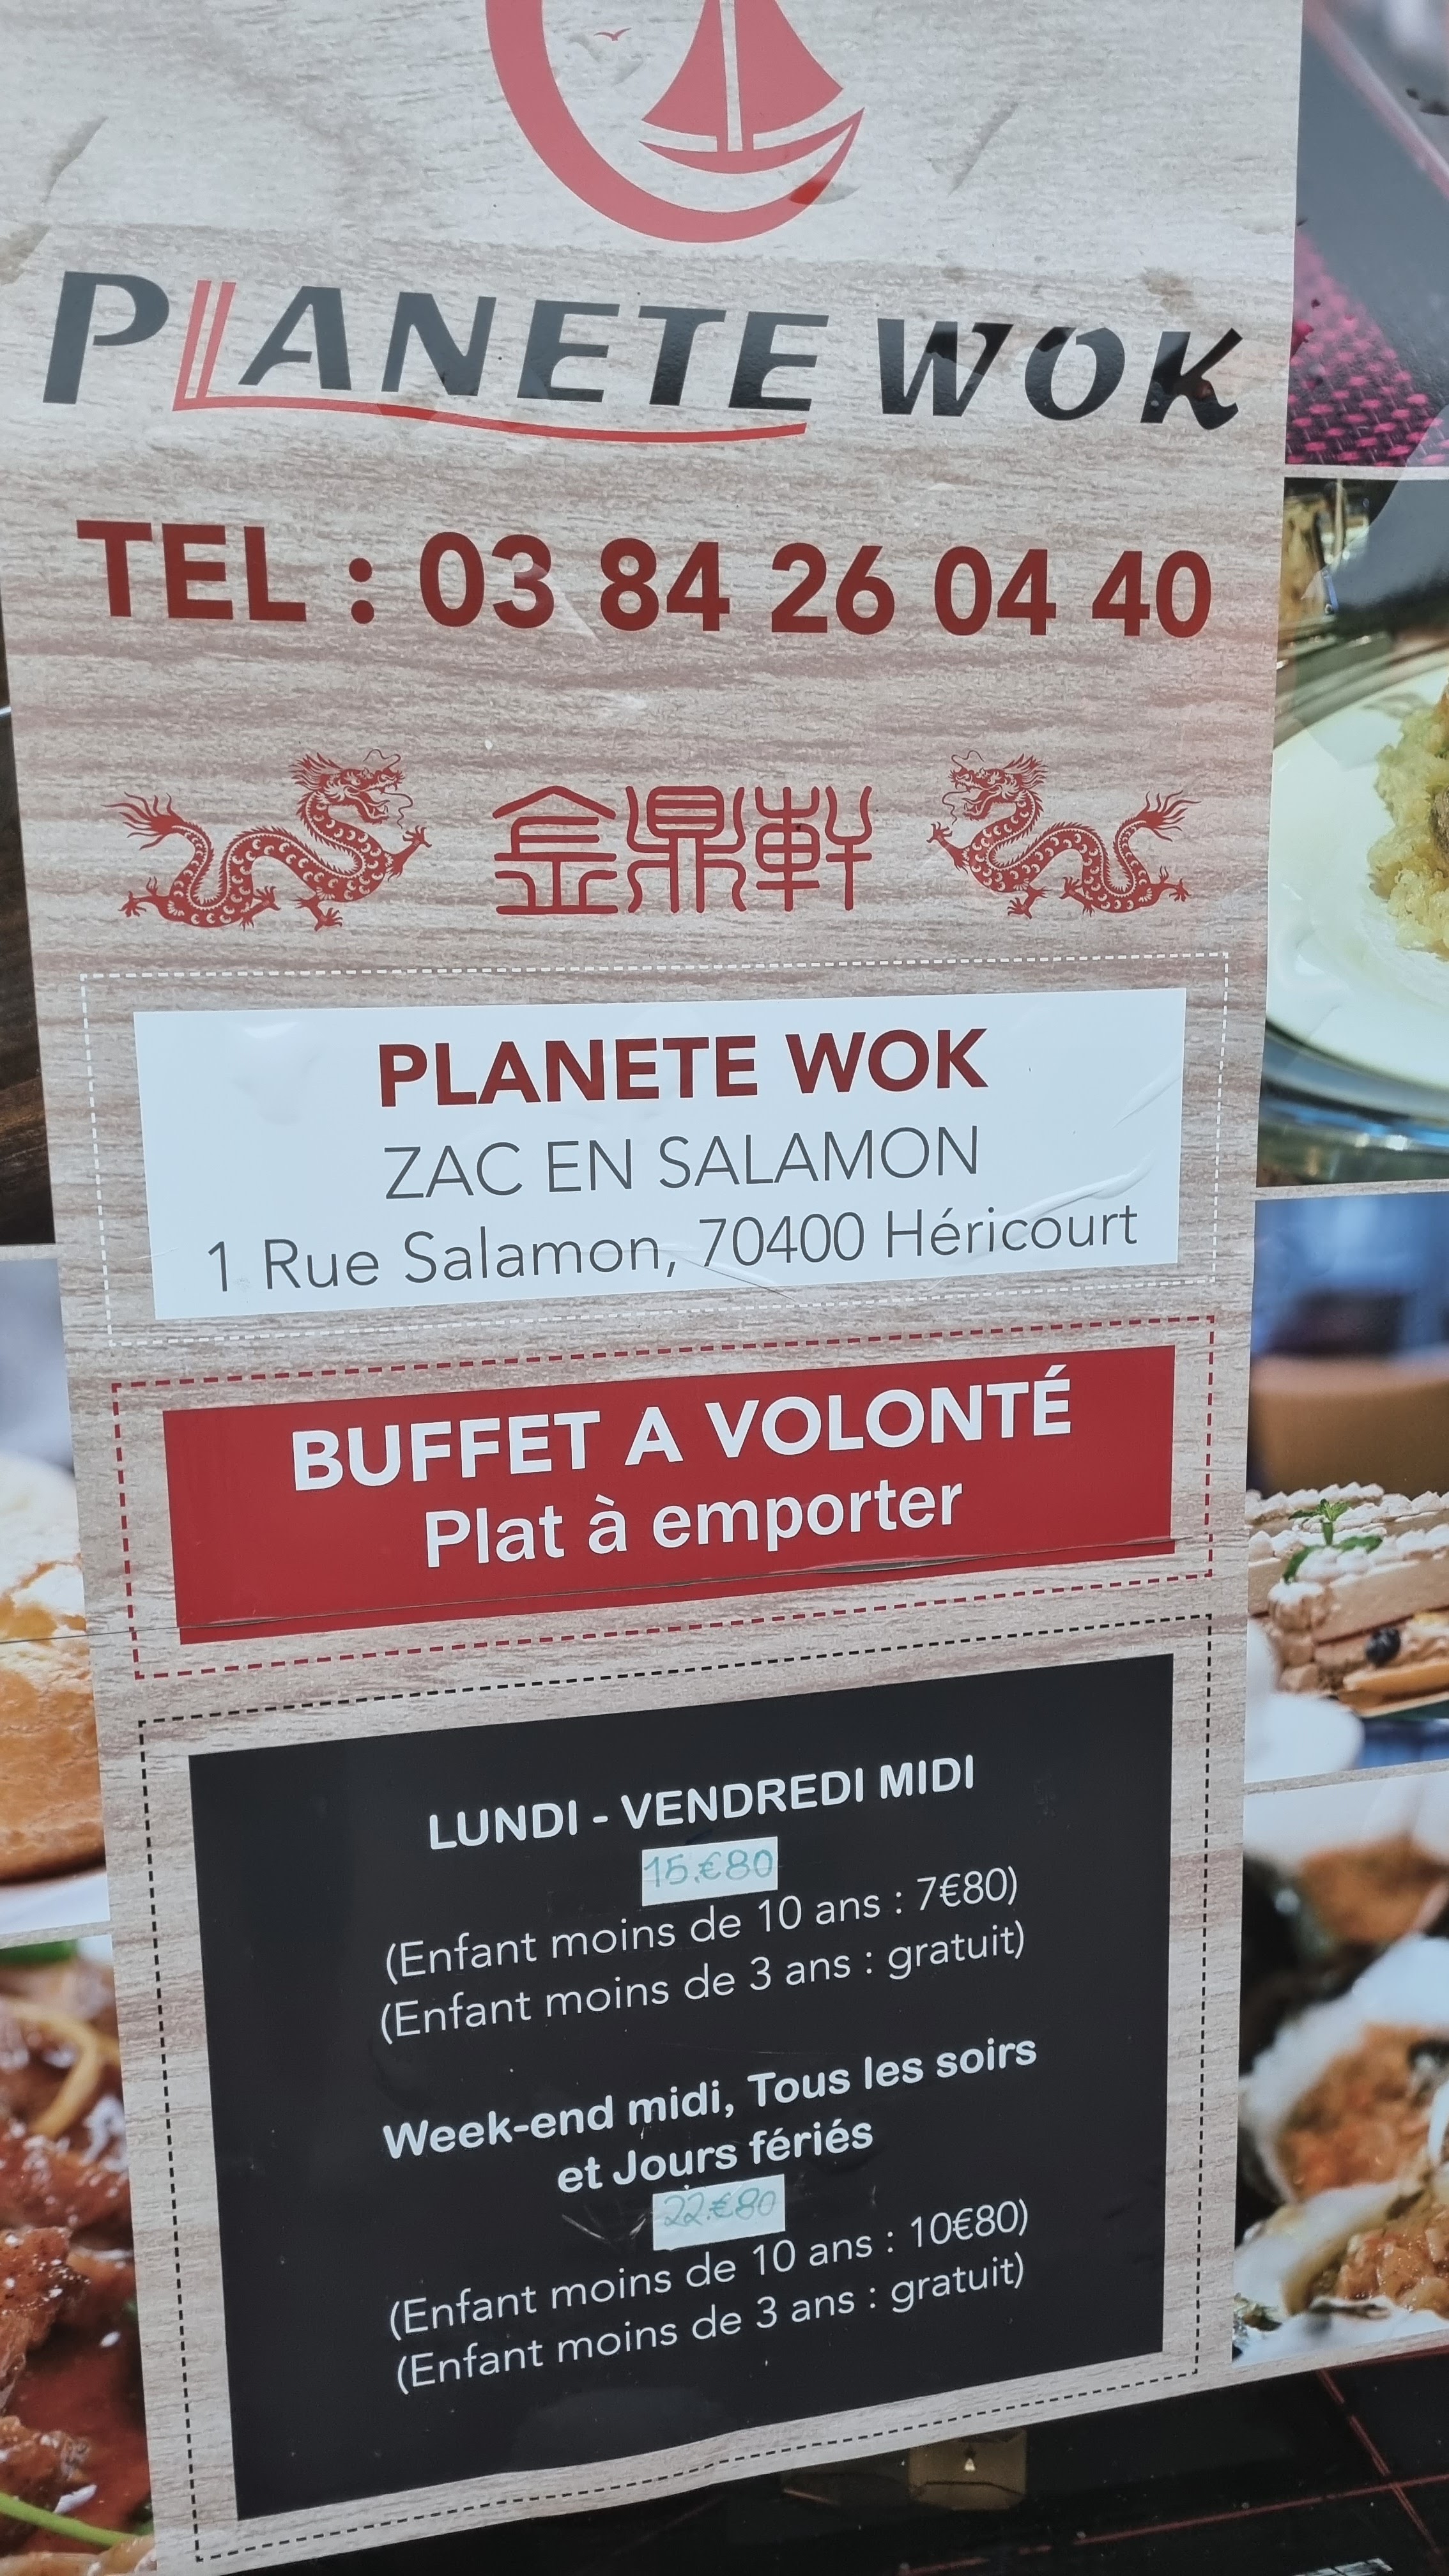 PLANETE WOK
TEL : 03 84 26 04 40
金鼎軒
PLANETE WOK
ZAC EN SALAMON
1 Rue Salamon, 70400 Héricourt
BUFFET A VOLONTÉ
Plat à emporter
LUNDI - VENDREDI MIDI
15.€80
(Enfant moins de 10 ans : 7€80)
(Enfant moins de 3 ans : gratuit)
Week-end midi, Tous les soirs
et Jours fériés
22.€80
(Enfant moins de 10 ans : 10€80)
(Enfant moins de 3 ans : gratuit)